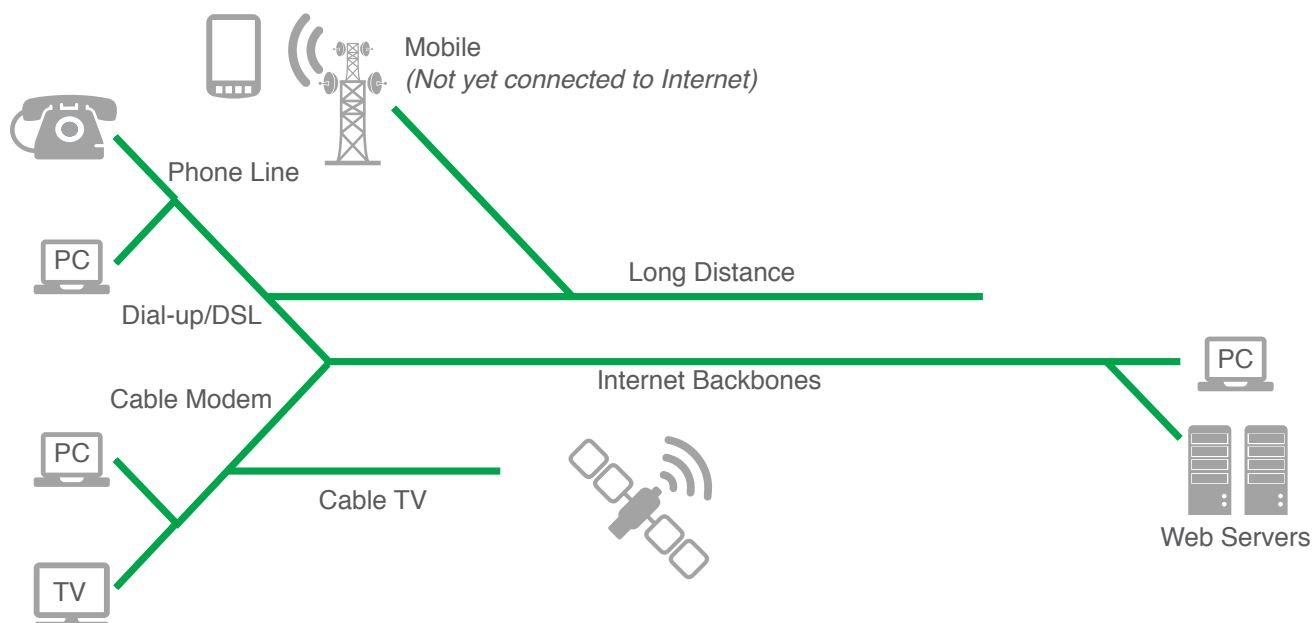 Mobile
(Not yet connected to Internet)
Phone Line
PC
Long Distance
Dial-up/DSL
PC
Internet Backbones
Cable Modem
PC
Cable TV
Web Servers
TV